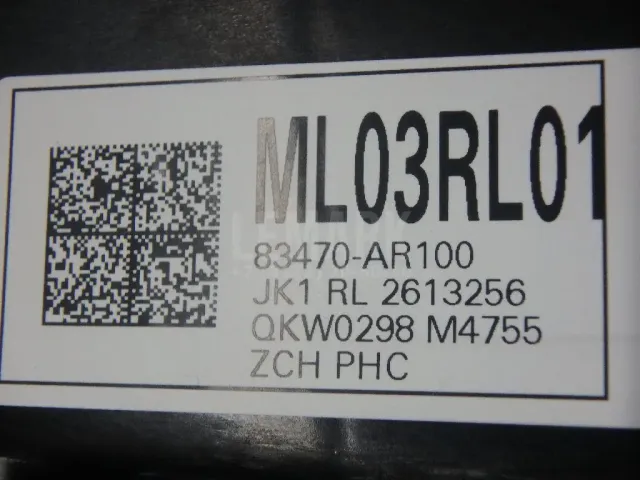 ML03RL01
83470-AR100
JK1 RL 2613256
QKW0298 M4755
ZCH PHC